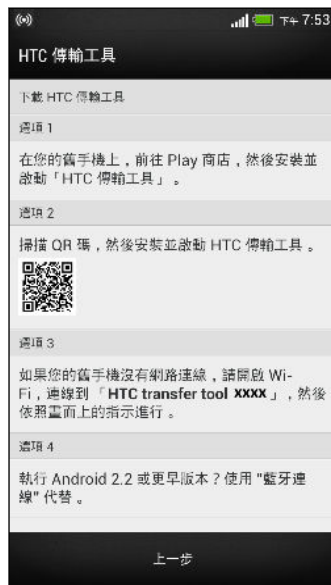 下午 7:53
HTC 傳輸工具
下載 HTC 傳輸工具
選項 1
在您的舊手機上，前往 Play 商店，然後安裝並
啟動「HTC 傳輸工具」。
選項 2
掃描 QR 碼，然後安裝並啟動 HTC 傳輸工具。
選項 3
如果您的舊手機沒有網路連線，請開啟 Wi-
Fi，連線到「HTC transfer tool xxxx」，然後
依照畫面上的指示進行。
選項 4
執行 Android 2.2 或更早版本？使用 "藍牙連
線" 代替。
上一步